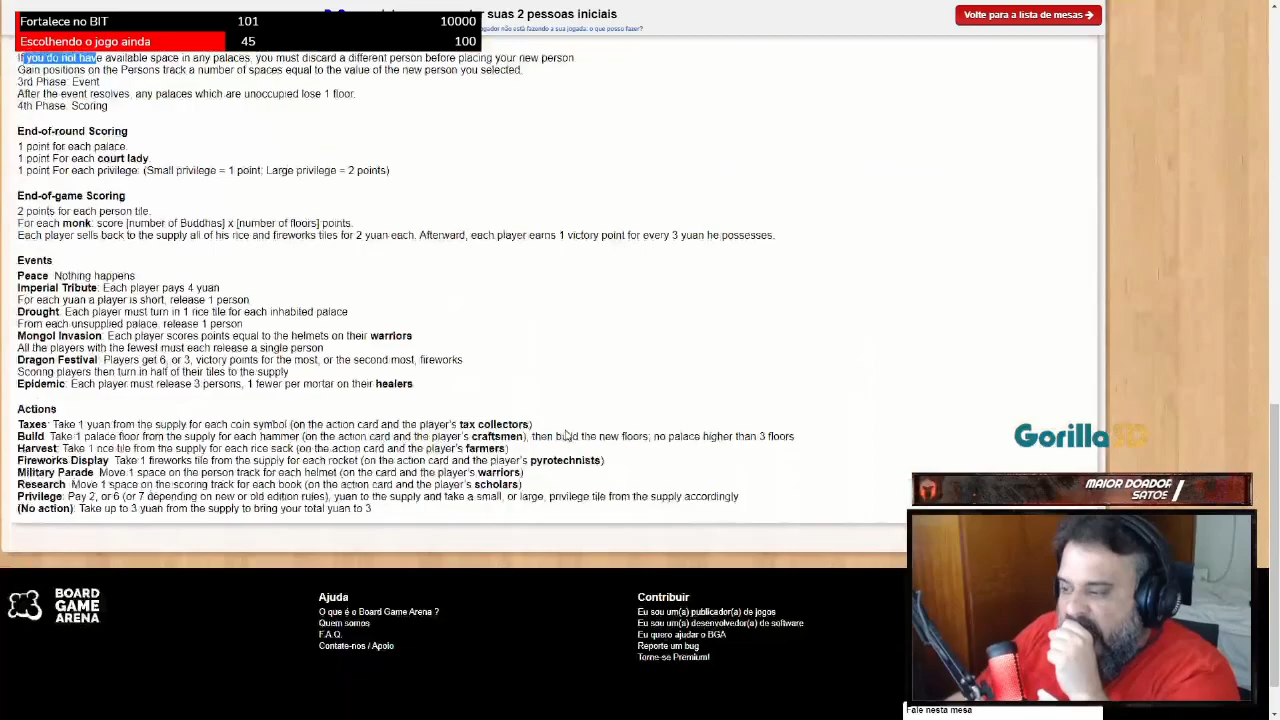 suas 2 pessoas iniciais
Volte para a lista de mesas
jogador não está fazendo a sua jogada: o que posso fazer?
Fortalece no BIT 101 10000
Escolhendo o jogo ainda 45 100
If you do not have available space in any palaces, you must discard a different person before placing your new person
Gain positions on the Persons track a number of spaces equal to the value of the new person you selected.
3rd Phase: Event
After the event resolves, any palaces which are unoccupied lose 1 floor.
4th Phase: Scoring
End-of-round Scoring
1 point for each palace.
1 point For each court lady.
1 point For each privilege: (Small privilege = 1 point; Large privilege = 2 points)
End-of-game Scoring
2 points for each person tile.
For each monk: score [number of Buddhas] x [number of floors] points.
Each player sells back to the supply all of his rice and fireworks tiles for 2 yuan each. Afterward, each player earns 1 victory point for every 3 yuan he possesses.
Events
Peace: Nothing happens
Imperial Tribute: Each player pays 4 yuan
For each yuan a player is short, release 1 person
Drought: Each player must turn in 1 rice tile for each inhabited palace
From each unsupplied palace, release 1 person
Mongol Invasion: Each player scores points equal to the helmets on their warriors
All the players with the fewest must each release a single person
Dragon Festival: Players get 6, or 3, victory points for the most, or the second most, fireworks
Scoring players then turn in half of their tiles to the supply
Epidemic: Each player must release 3 persons, 1 fewer per mortar on their healers
Actions
Taxes: Take 1 yuan from the supply for each coin symbol (on the action card and the player's tax collectors)
Build: Take 1 palace floor from the supply for each hammer (on the action card and the player's craftsmen), then build the new floors; no palace higher than 3 floors
Harvest: Take 1 rice tile from the supply for each rice sack (on the action card and the player's farmers)
Fireworks Display: Take 1 fireworks tile from the supply for each rocket (on the action card and the player's pyrotechnists)
Military Parade: Move 1 space on the person track for each helmet (on the card and the player's warriors)
Research: Move 1 space on the scoring track for each book (on the action card and the player's scholars)
Privilege: Pay 2, or 6 (or 7 depending on new or old edition rules), yuan to the supply and take a small, or large, privilege tile from the supply accordingly
(No action): Take up to 3 yuan from the supply to bring your total yuan to 3.
Gorilla3D
MAIOR DOADOR
SATOE
BOARD
GAME
ARENA
Ajuda
O que é o Board Game Arena ?
Quem somos
F.A.Q.
Contate-nos / Apoio
Contribuir
Eu sou um(a) publicador(a) de jogos
Eu sou um(a) desenvolvedor(a) de software
Eu quero ajudar o BGA
Reporte um bug
Torne-se Premium!
Fale nesta mesa